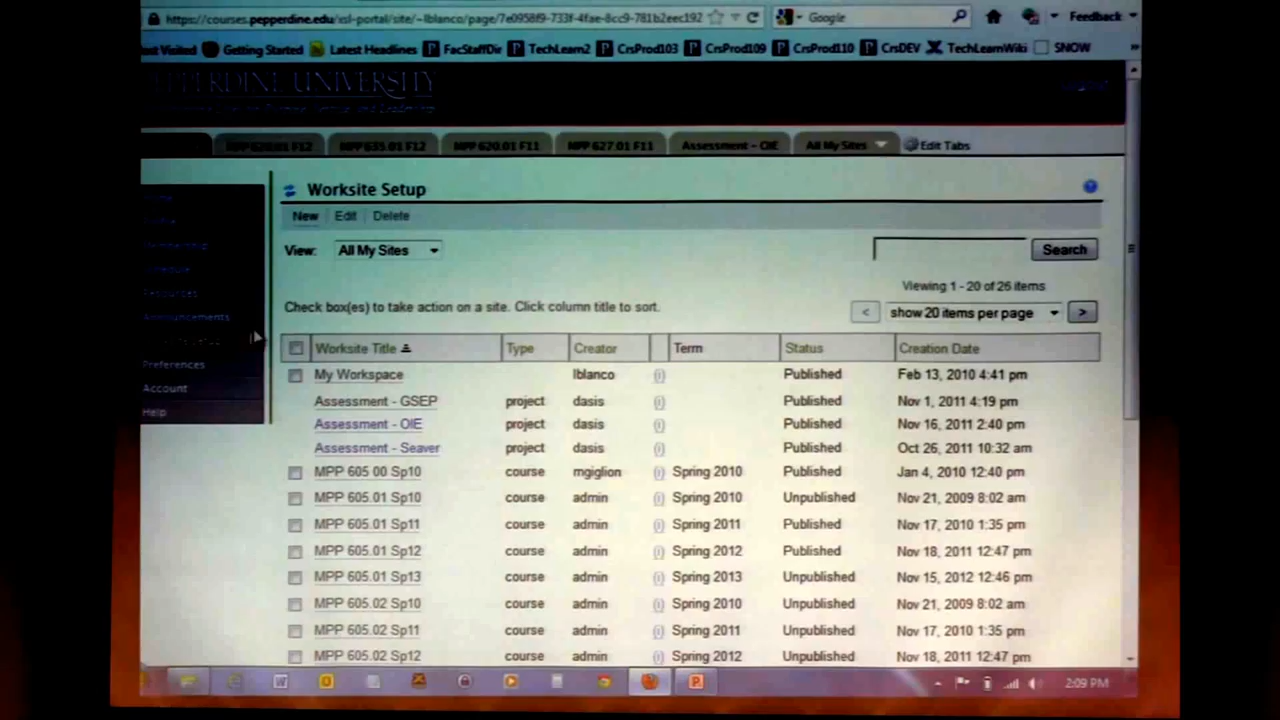 https://courses.pepperdine.edu/xsl-portal/site/~lblanco/page/7e0958f9-733f-4fae-8cc9-781b2eec192 Google Feedback
ost Visited Getting Started Latest Headlines FacStaffDir TechLearn2 CrsProd103 CrsProd109 CrsProd110 CrsDEV TechLearnWiki SNOW »
PEPPERDINE UNIVERSITY
MPP 620.01 F12 MPP 635.01 F12 MPP 620.01 F11 MPP 627.01 F11 Assessment - OIE All My Sites Edit Tabs
Worksite Setup
New Edit Delete
View: All My Sites Search
Viewing 1 - 20 of 26 items
Check box(es) to take action on a site. Click column title to sort. < show 20 items per page >
Worksite Title Type Creator Term Status Creation Date
My Workspace lblanco (i) Published Feb 13, 2010 4:41 pm
Assessment - GSEP project dasis (i) Published Nov 1, 2011 4:19 pm
Assessment - OIE project dasis (i) Published Nov 16, 2011 2:40 pm
Assessment - Seaver project dasis (i) Published Oct 26, 2011 10:32 am
MPP 605 00 Sp10 course mgiglion (i) Spring 2010 Published Jan 4, 2010 12:40 pm
MPP 605.01 Sp10 course admin (i) Spring 2010 Unpublished Nov 21, 2009 8:02 am
MPP 605.01 Sp11 course admin (i) Spring 2011 Published Nov 17, 2010 1:35 pm
MPP 605.01 Sp12 course admin (i) Spring 2012 Published Nov 18, 2011 12:47 pm
MPP 605.01 Sp13 course admin (i) Spring 2013 Unpublished Nov 15, 2012 12:46 pm
MPP 605.02 Sp10 course admin (i) Spring 2010 Unpublished Nov 21, 2009 8:02 am
MPP 605.02 Sp11 course admin (i) Spring 2011 Unpublished Nov 17, 2010 1:35 pm
MPP 605.02 Sp12 course admin (i) Spring 2012 Unpublished Nov 18, 2011 12:47 pm
Membership
Schedule
Resources
Announcements
Preferences
Account
Help
2:09 PM